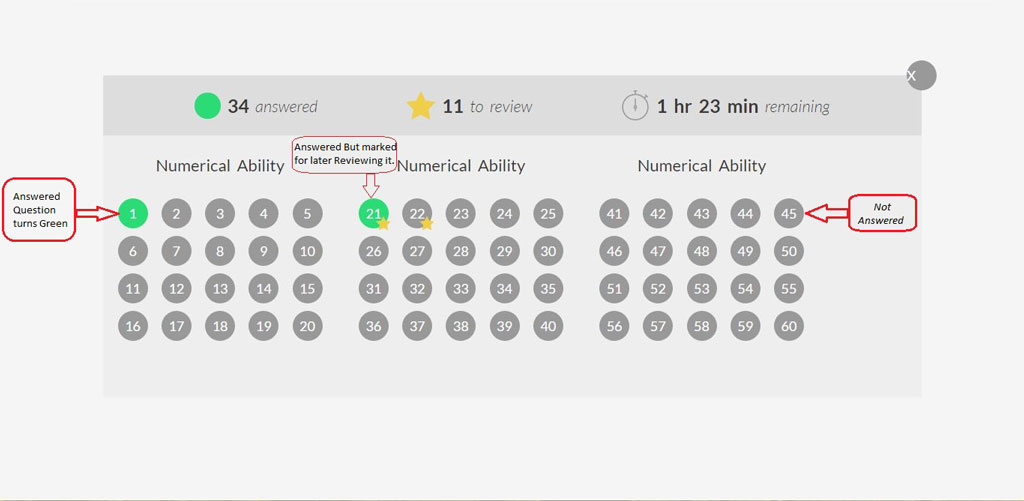 X
34 answered
11 to review
1 hr 23 min remaining
Answered But marked
for later Reviewing it.
Numerical Ability
Numerical Ability
Numerical Ability
Answered
Question
turns Green
1 2 3 4 5
21 22 23 24 25
41 42 43 44 45
Not
Answered
6 7 8 9 10
26 27 28 29 30
46 47 48 49 50
11 12 13 14 15
31 32 33 34 35
51 52 53 54 55
16 17 18 19 20
36 37 38 39 40
56 57 58 59 60